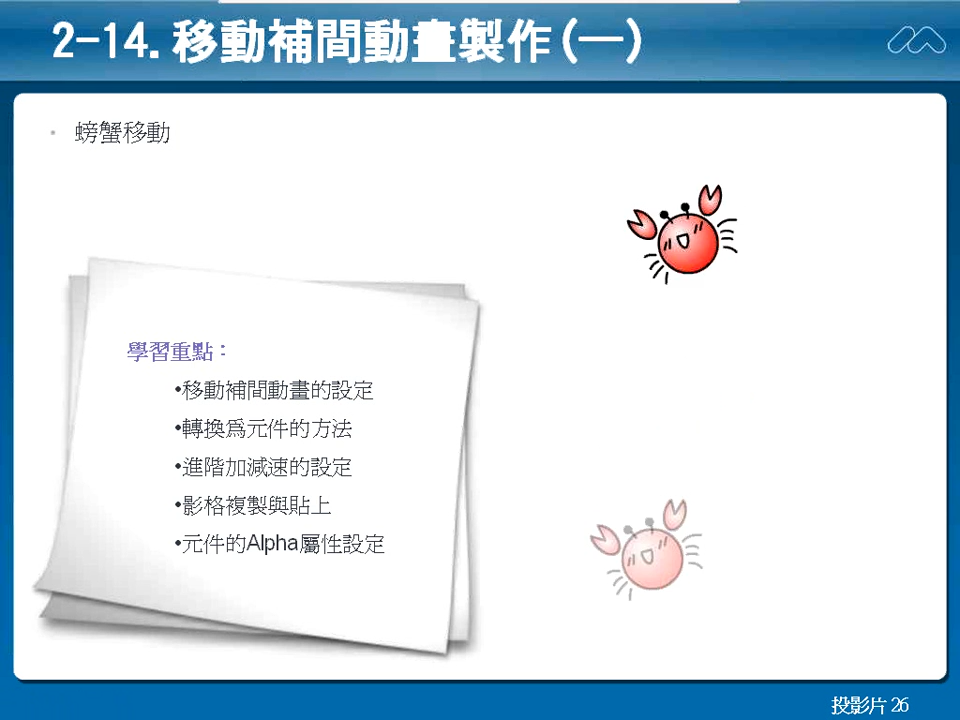 2-14.移動補間動畫製作(一)
• 螃蟹移動
學習重點：
•移動補間動畫的設定
•轉換為元件的方法
•進階加減速的設定
•影格複製與貼上
•元件的Alpha屬性設定
投影片 26